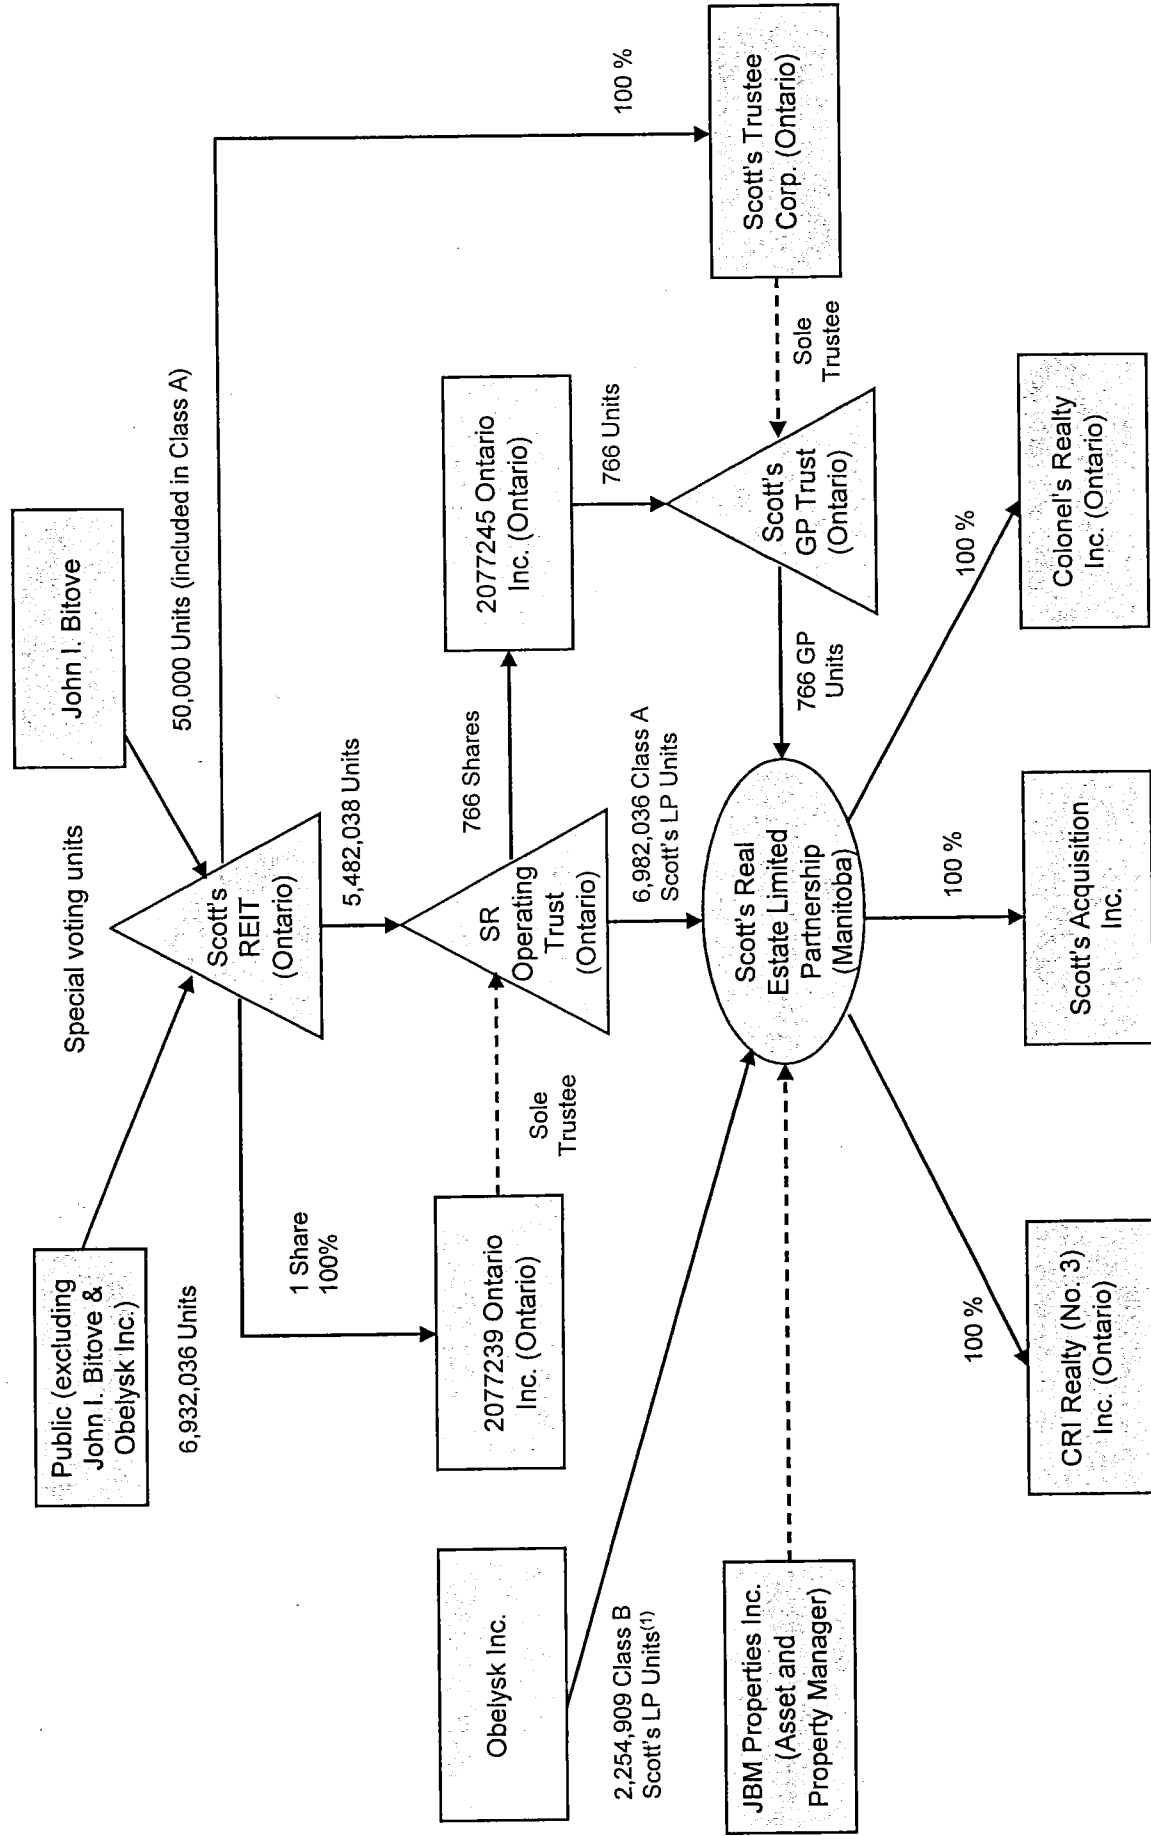 Public (excluding
John I. Bitove &
Obelysk Inc.)
6,932,036 Units
Special voting units
John I. Bitove
Scott's
REIT
(Ontario)
50,000 Units (included in Class A)
100 %
1 Share
100%
5,482,038 Units
Obelysk Inc.
2,254,909 Class B
Scott's LP Units(1)
2077239 Ontario
Inc. (Ontario)
Sole
Trustee
SR
Operating
Trust
(Ontario)
766 Shares
2077245 Ontario
Inc. (Ontario)
766 Units
6,982,036 Class A
Scott's LP Units
JBM Properties Inc.
(Asset and
Property Manager)
Scott's Real
Estate Limited
Partnership
(Manitoba)
766 GP
Units
Scott's
GP Trust
(Ontario)
Sole
Trustee
Scott's Trustee
Corp. (Ontario)
100 %
100 %
100 %
CRI Realty (No. 3)
Inc. (Ontario)
Scott's Acquisition
Inc.
Colonel's Realty
Inc. (Ontario)